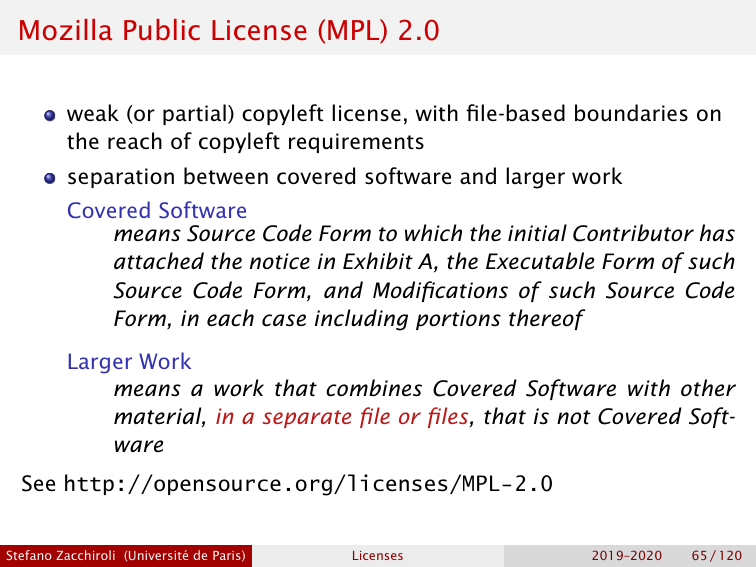 Mozilla Public License (MPL) 2.0
weak (or partial) copyleft license, with file-based boundaries on
the reach of copyleft requirements
separation between covered software and larger work
Covered Software
means Source Code Form to which the initial Contributor has
attached the notice in Exhibit A, the Executable Form of such
Source Code Form, and Modifications of such Source Code
Form, in each case including portions thereof
Larger Work
means a work that combines Covered Software with other
material, in a separate file or files, that is not Covered Soft-
ware
See http://opensource.org/licenses/MPL-2.0
Stefano Zacchiroli (Université de Paris) Licenses 2019–2020 65 / 120